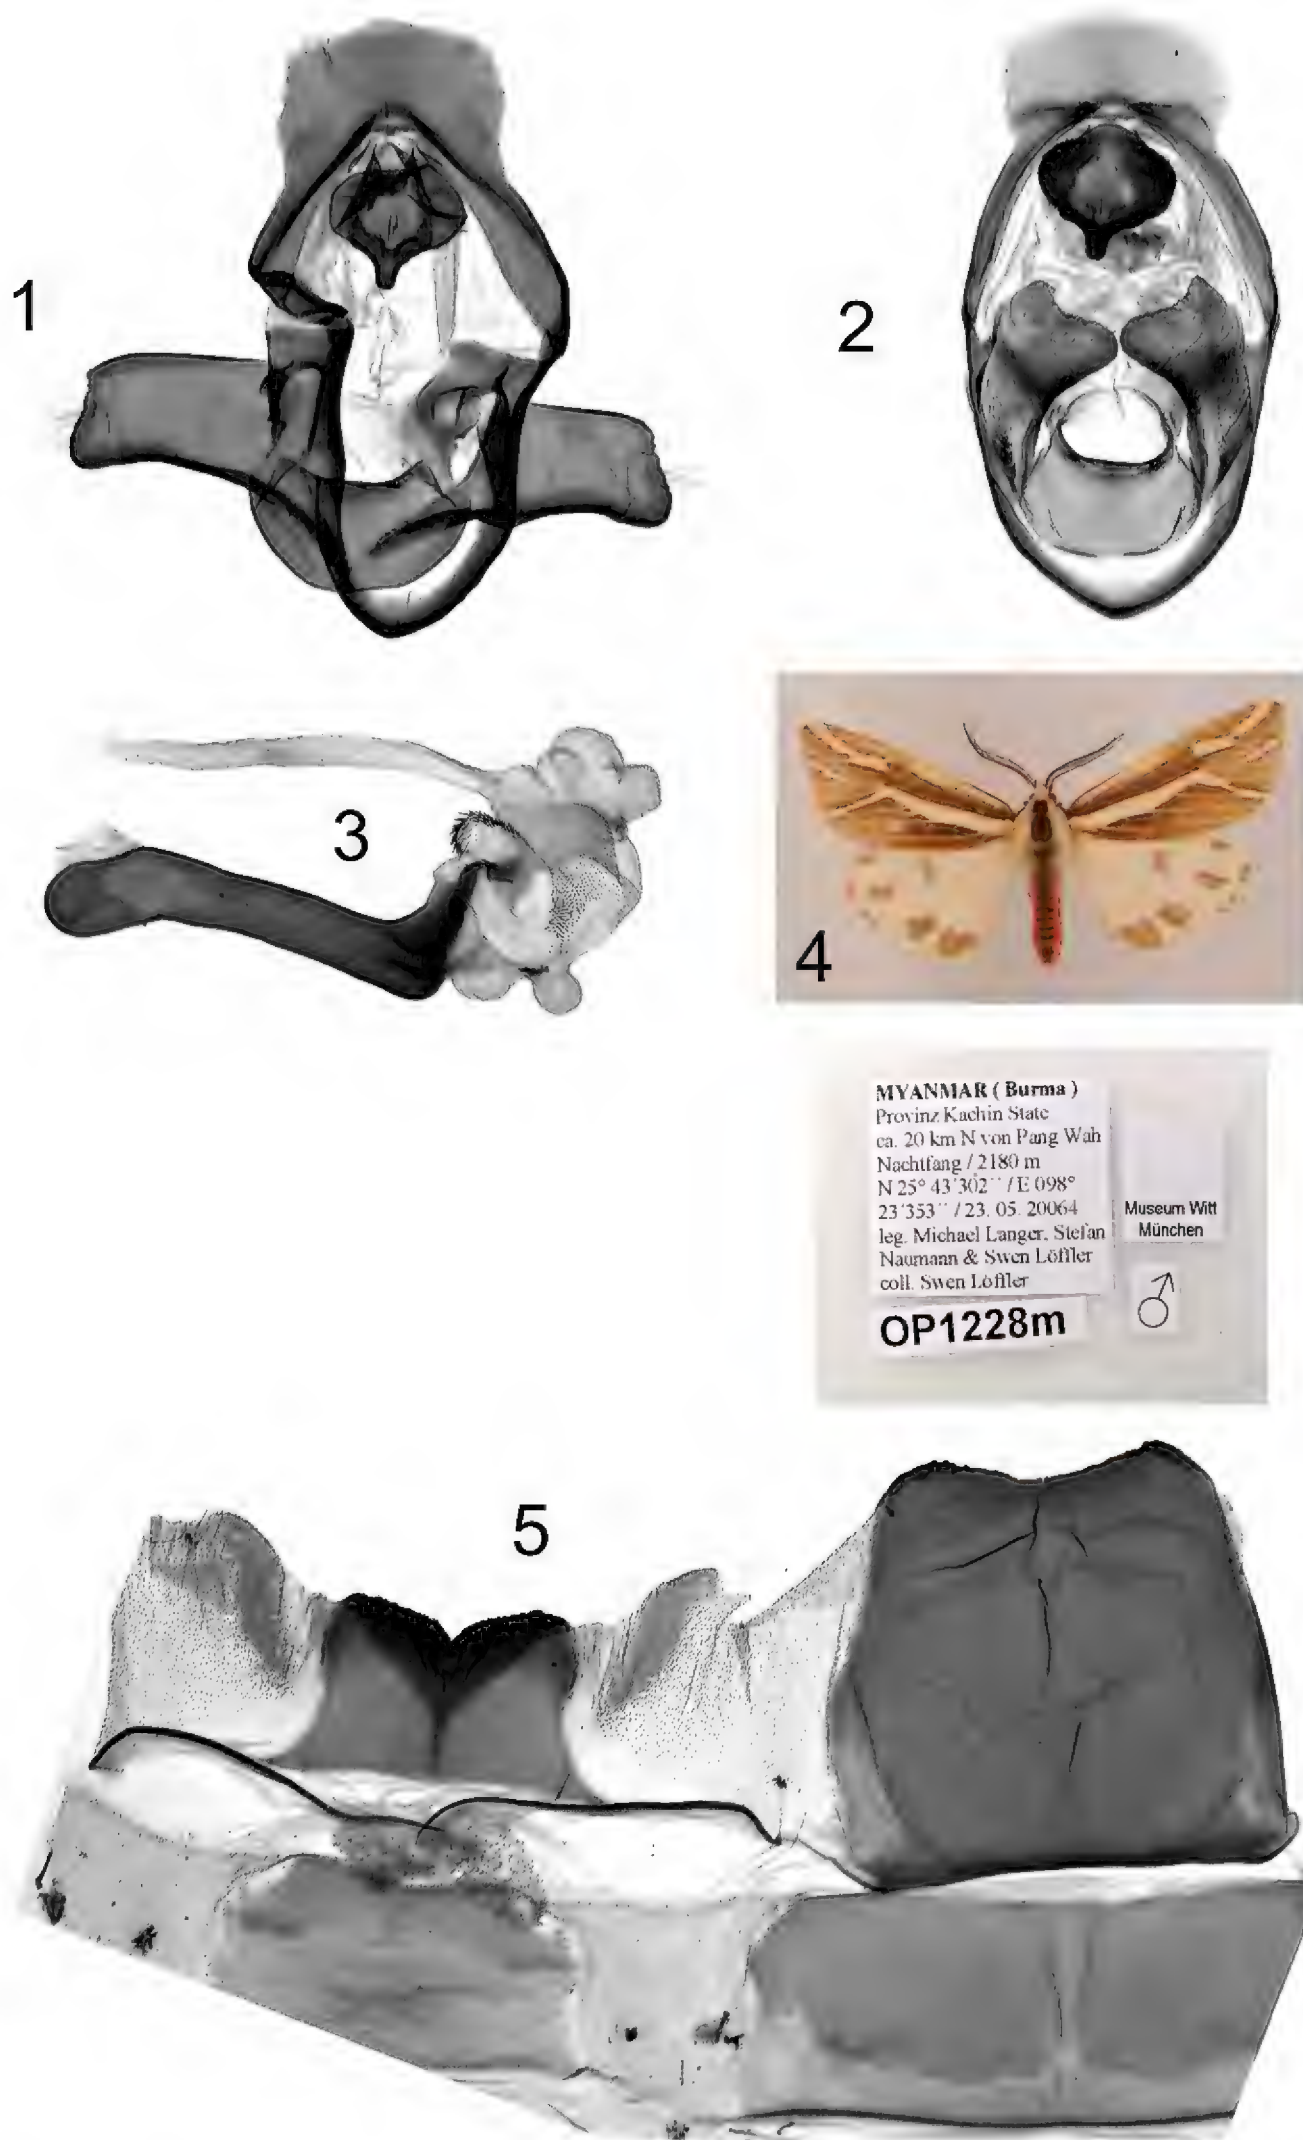 1
2
3
4
MYANMAR ( Burma )
Provinz Kachin State
ca. 20 km N von Pang Wah
Nachtfang / 2180 m
N 25° 43´302´´ / E 098°
23´353´´ / 23. 05. 20064
leg. Michael Langer, Stefan
Naumann & Swen Löffler
coll. Swen Löffler
OP1228m
Museum Witt
München
♂
5